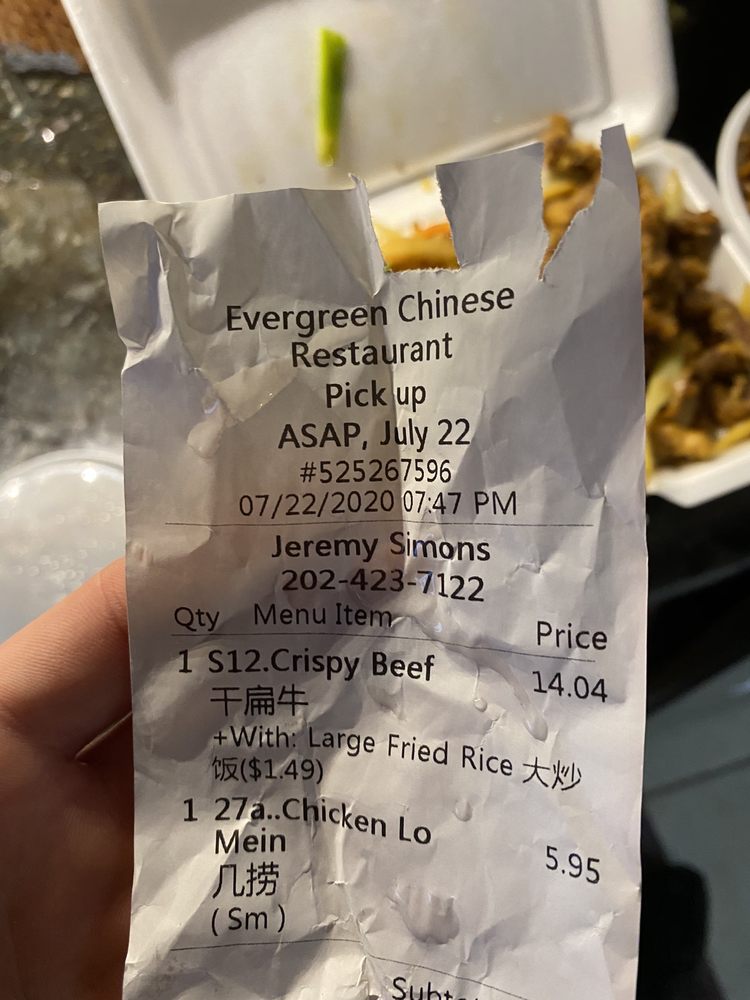 Evergreen Chinese
Restaurant
Pick up
ASAP, July 22
#525267596
07/22/2020 07:47 PM
Jeremy Simons
202-423-7122
Qty Menu Item Price
1 S12.Crispy Beef 14.04
干扁牛
+With: Large Fried Rice 大炒
饭($1.49)
1 27a..Chicken Lo
Mein 5.95
几捞
(Sm)